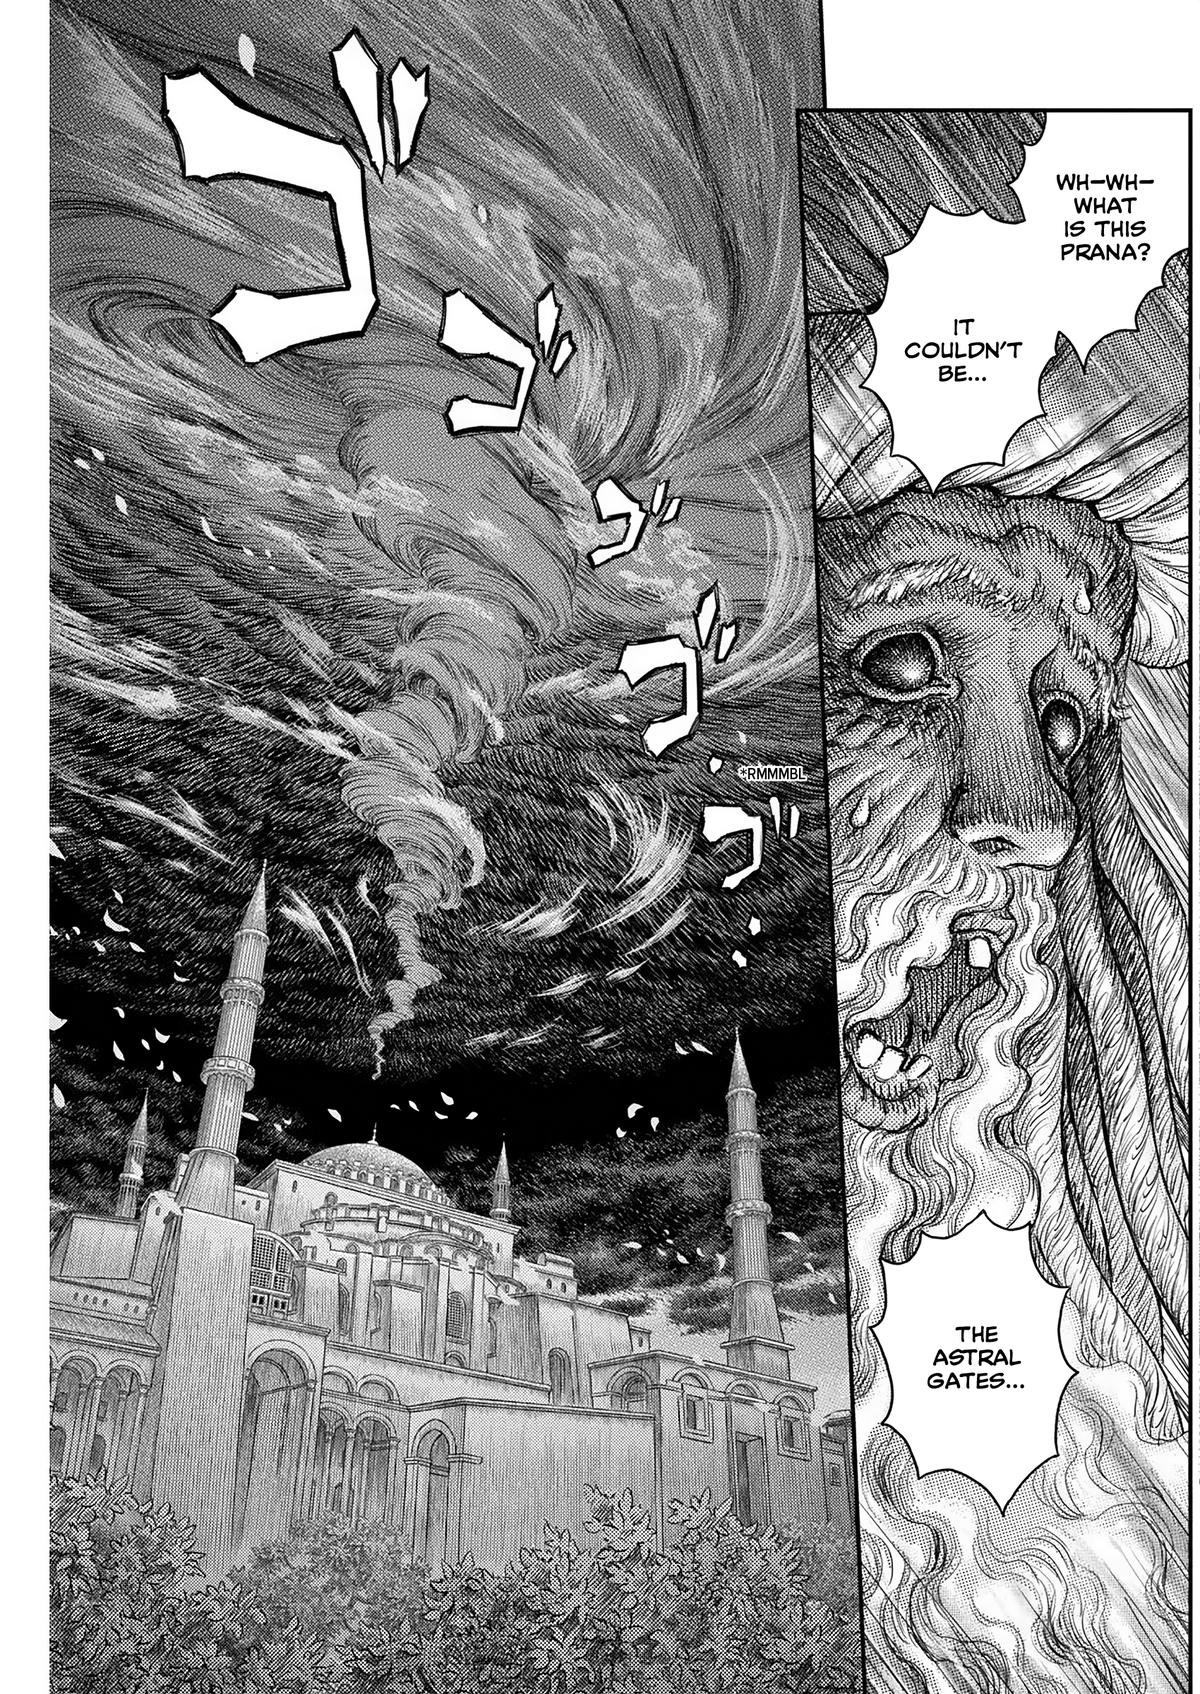 WH-WH-
WHAT
IS THIS
PRANA?
IT
COULDN'T
BE...
THE
ASTRAL
GATES...
ゴ
ゴ
ゴ
ゴ
*RMMMBL
ゴ